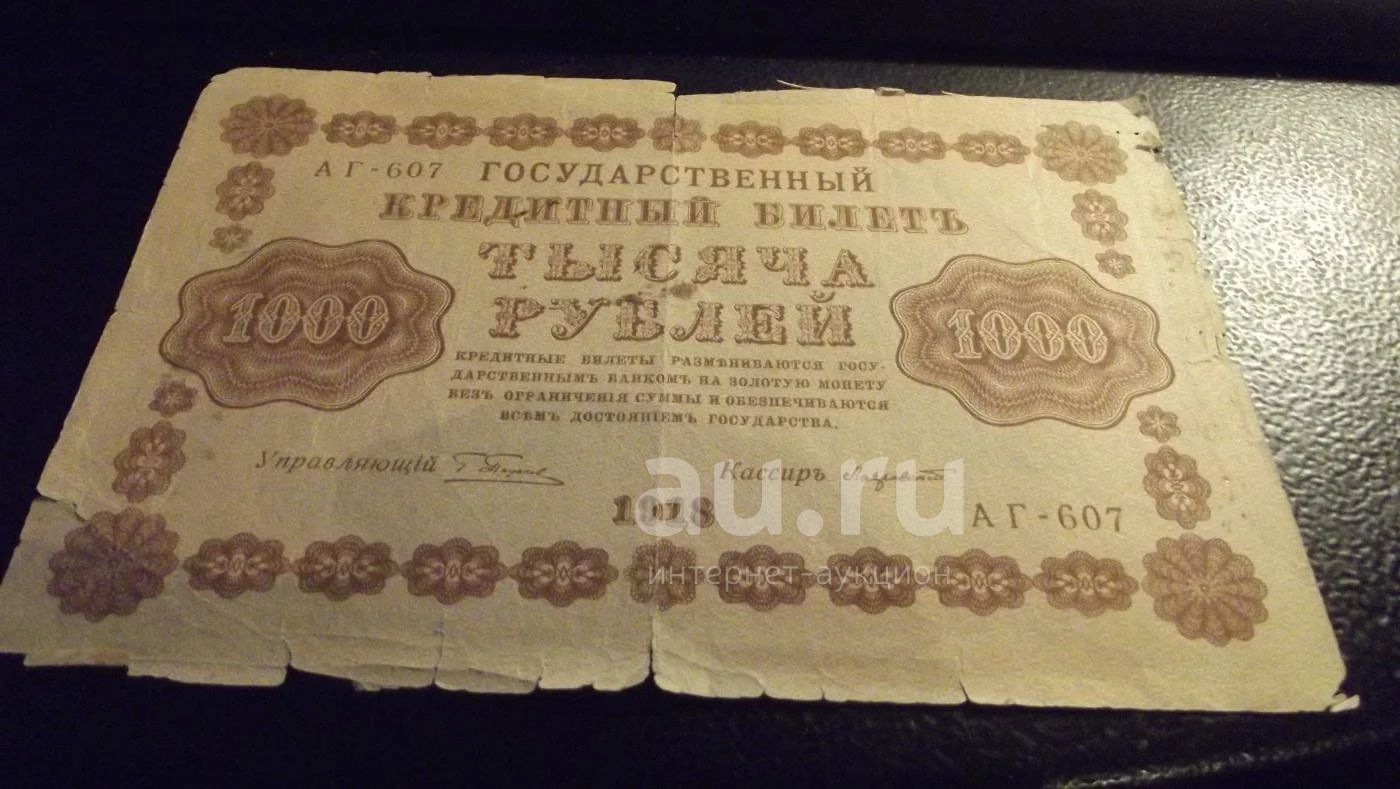 АГ-607 ГОСУДАРСТВЕННЫЙ
КРЕДИТНЫЙ БИЛЕТЪ
ТЫСЯЧА
РУБЛЕЙ
1000
1000
КРЕДИТНЫЕ БИЛЕТЫ РАЗМѢНИВАЮТСЯ ГОСУ-
ДАРСТВЕННЫМЪ БАНКОМЪ НА ЗОЛОТУЮ МОНЕТУ
БЕЗЪ ОГРАНИЧЕНІЯ СУММЫ И ОБЕЗПЕЧИВАЮТСЯ
ВСѢМЪ ДОСТОЯНІЕМЪ ГОСУДАРСТВА.
Управляющій Кассиръ
1918 АГ-607
au.ru
интернет-аукцион